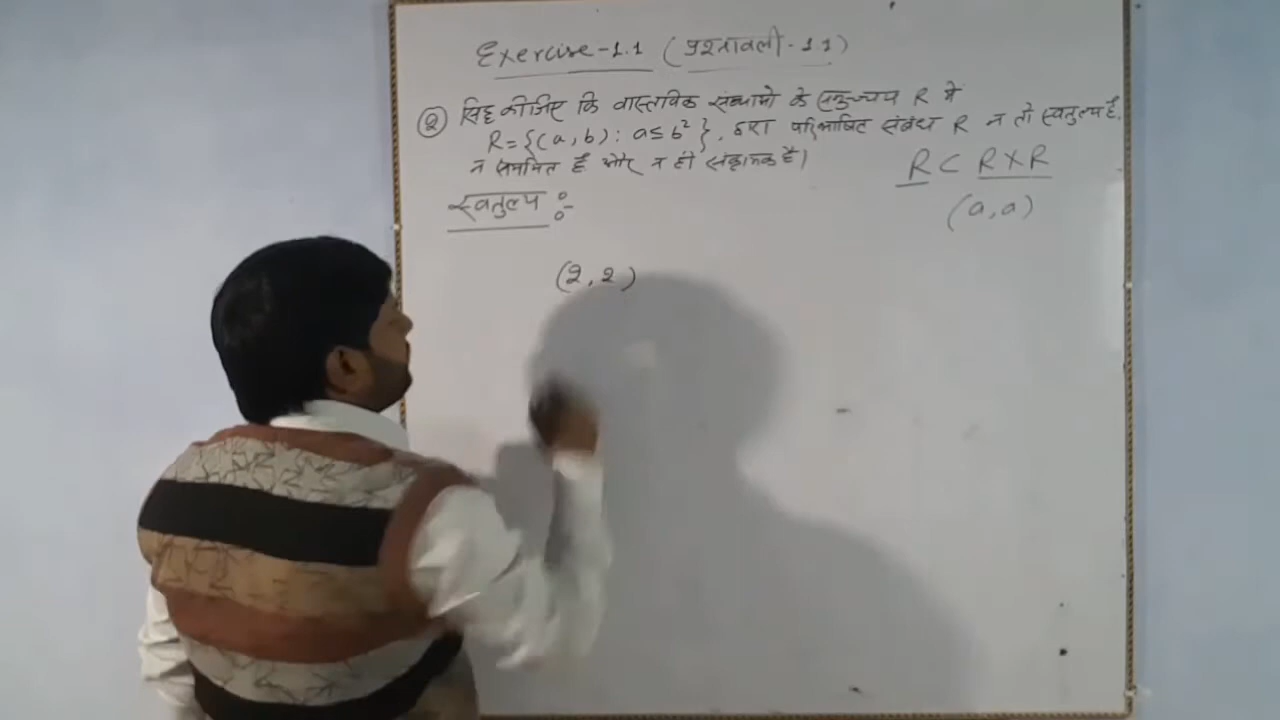 Exercise-1.1 (प्रश्नावली-1.1)
② सिद्ध कीजिए कि वास्तविक संख्याओ के समुच्चय R में
R = {(a, b) : a ≤ b²}, द्वारा परिभाषित संबंध R न तो स्वतुल्य है,
न सममित है और न ही संक्रामक है।
R ⊂ R × R
(a, a)
स्वतुल्य :-
(2, 2)